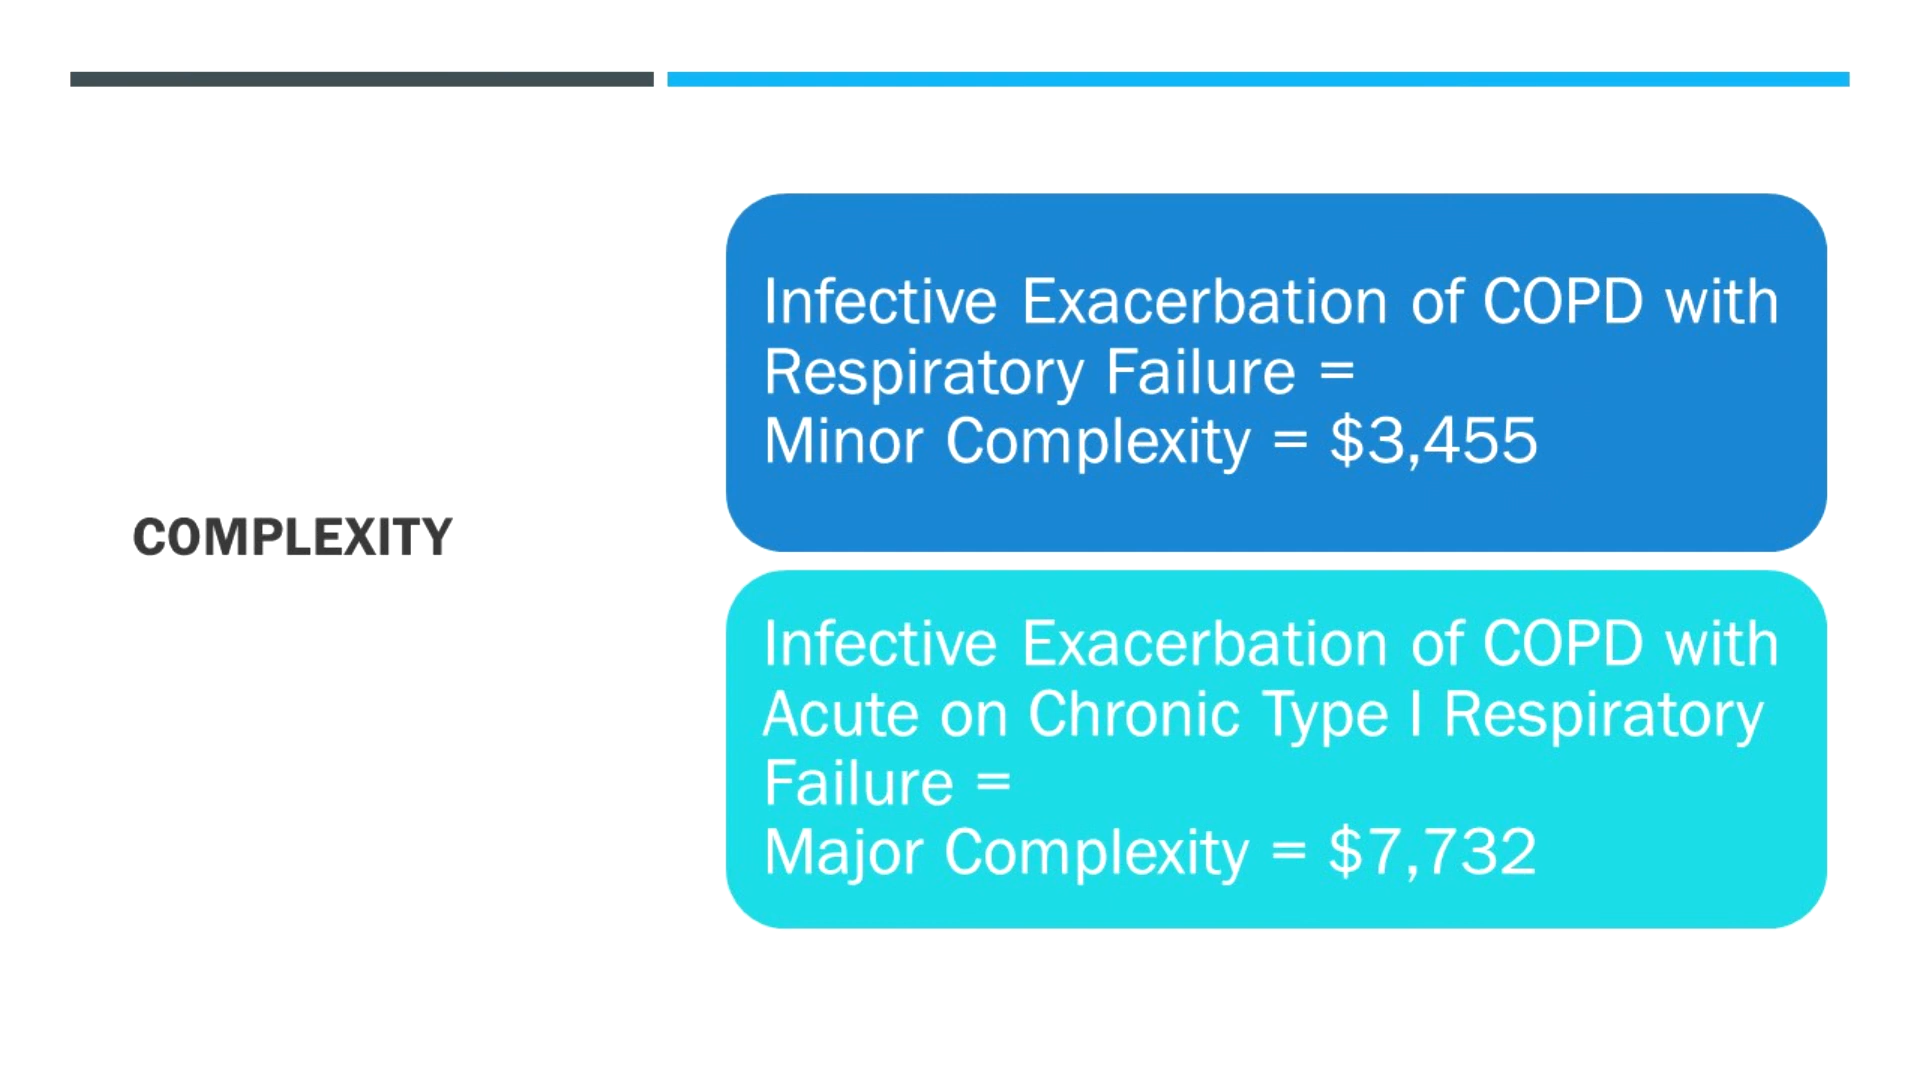 COMPLEXITY
Infective Exacerbation of COPD with
Respiratory Failure =
Minor Complexity = $3,455
Infective Exacerbation of COPD with
Acute on Chronic Type I Respiratory
Failure =
Major Complexity = $7,732